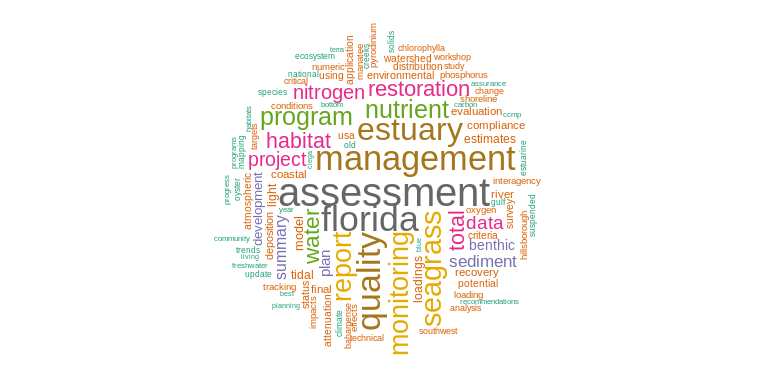 pyrodinium
creeks
solids
terra
ecosystem
manatee
chlorophylla
application
watershed
workshop
numeric
distribution
study
national
using
environmental
phosphorus
critical
assurance
nitrogen
restoration
change
species
carbon
shoreline
conditions
bottom
nutrient
evaluation
ccmp
habitats
program
estuary
compliance
targets
usa
habitat
old
estimates
programs
mapping
project
ciega
management
estuarine
coastal
interagency
progress
oyster
atmospheric
light
assessment
river
gulf
year
florida
oxygen
survey
suspended
development
deposition
model
water
seagrass
total
data
community
criteria
hillsborough
summary
report
quality
monitoring
blue
benthic
trends
living
plan
sediment
freshwater
update
tidal
loadings
recovery
tracking
status
final
potential
best
loading
planning
impacts
attenuation
climate
babamense
effects
recommendations
analysis
technical
southwest